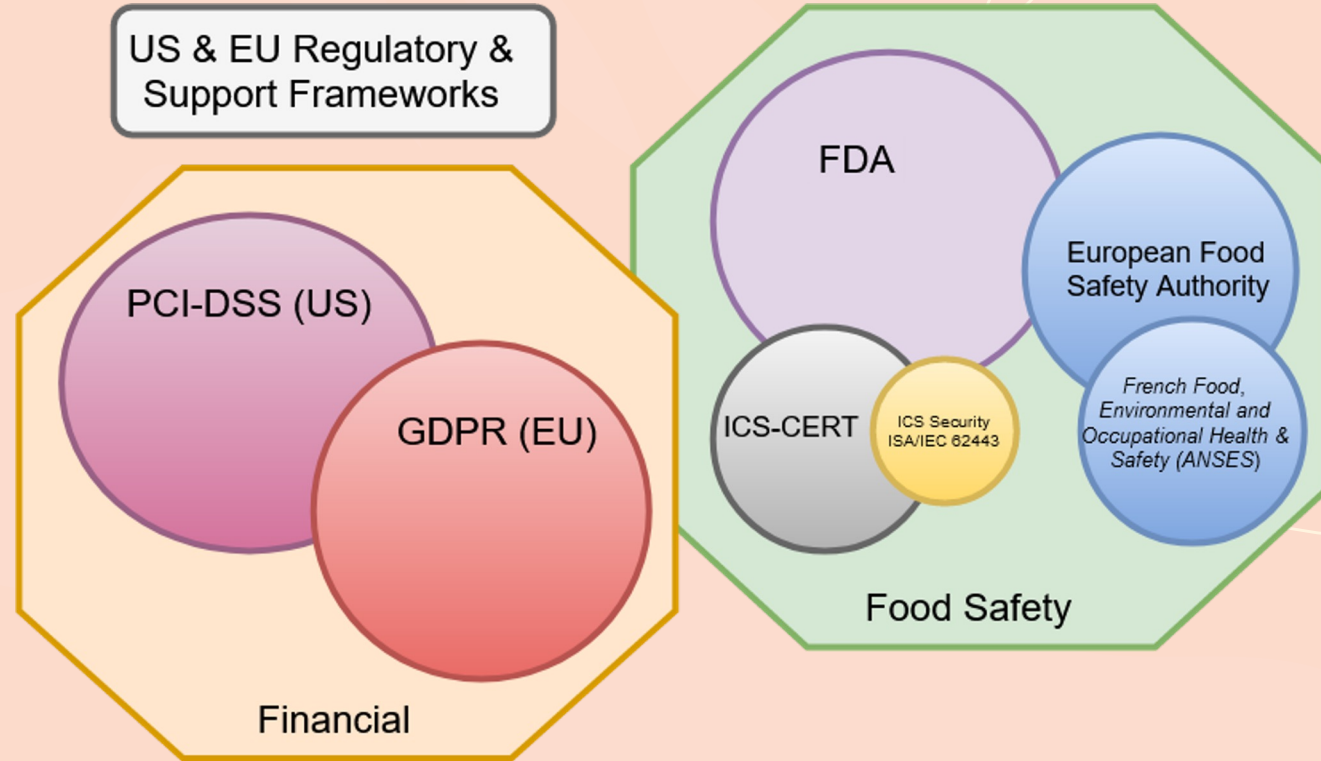 US & EU Regulatory &
Support Frameworks
FDA
European Food
Safety Authority
PCI-DSS (US)
GDPR (EU)
ICS-CERT
ICS Security
ISA/IEC 62443
French Food,
Environmental and
Occupational Health &
Safety (ANSES)
Food Safety
Financial